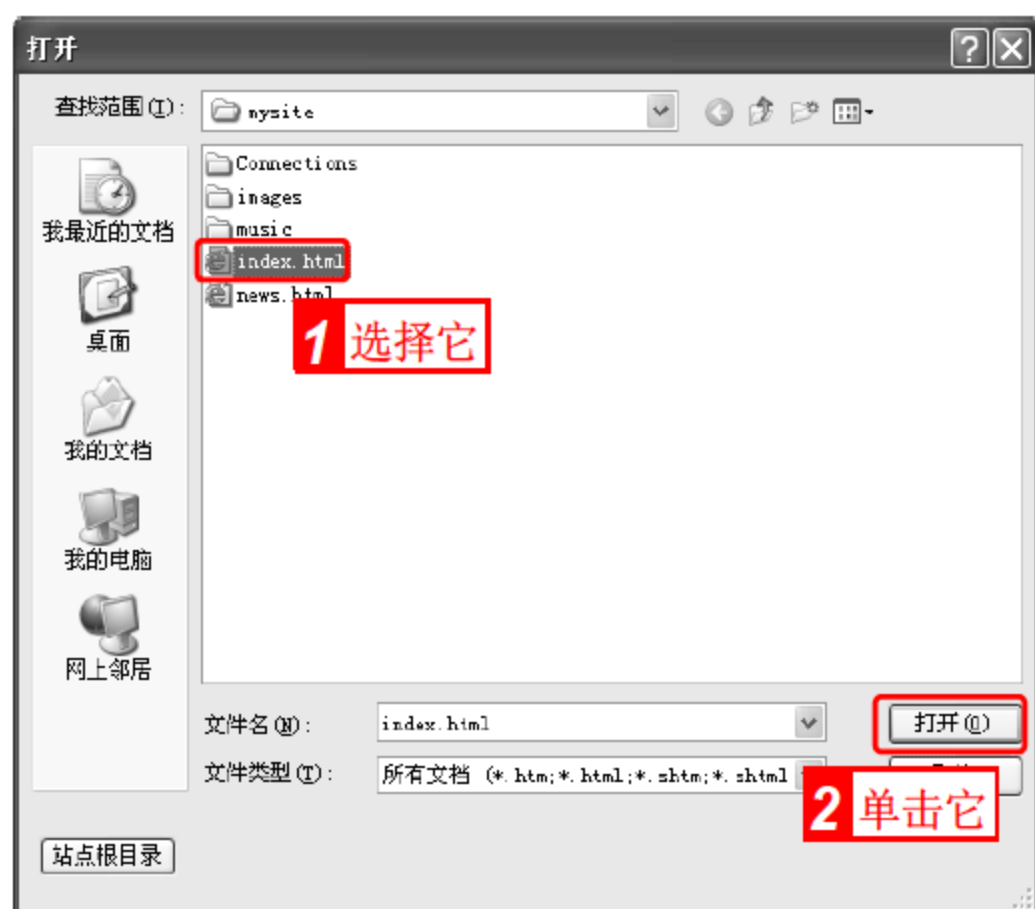 打开
查找范围(I):
mysite
Connections
images
music
index.html
news.html
1 选择它
我最近的文档
桌面
我的文档
我的电脑
网上邻居
文件名(N):
index.html
打开(O)
文件类型(T):
所有文档 (*.htm;*.html;*.shtm;*.shtml
2 单击它
站点根目录